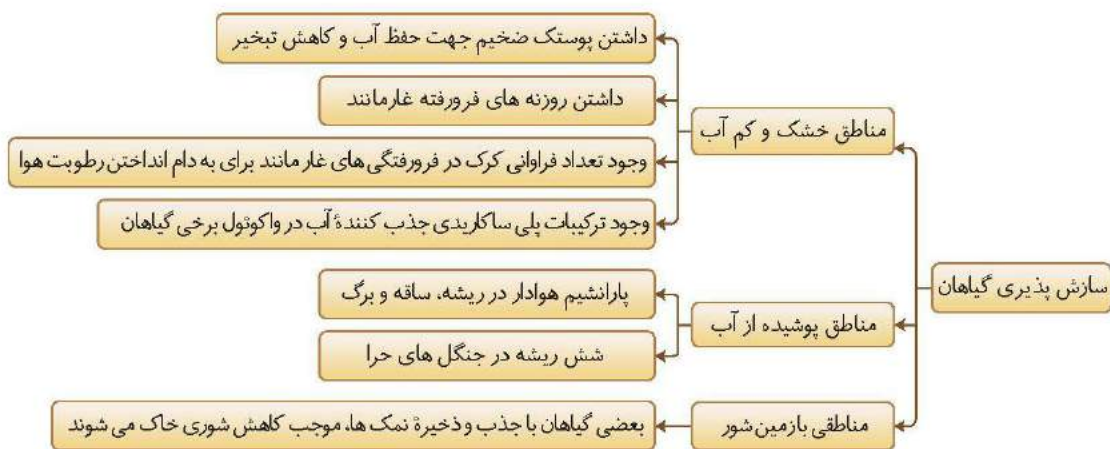 سازش پذیری گیاهان
مناطق خشک و کم آب
داشتن پوستک ضخیم جهت حفظ آب و کاهش تبخیر
داشتن روزنه های فرورفته غارمانند
وجود تعداد فراوانی کرک در فرورفتگی‌های غار مانند برای به دام انداختن رطوبت هوا
وجود ترکیبات پلی ساکاریدی جذب کنندهٔ آب در واکوئول برخی گیاهان
مناطق پوشیده از آب
پارانشیم هوادار در ریشه، ساقه و برگ
شش ریشه در جنگل های حرا
مناطقی بازمین شور
بعضی گیاهان با جذب و ذخیرهٔ نمک ها، موجب کاهش شوری خاک می شوند